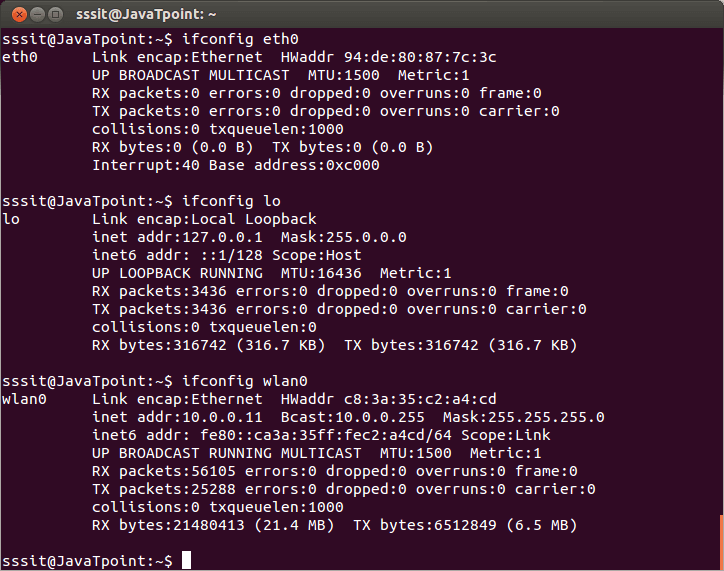 sssit@JavaTpoint: ~
sssit@JavaTpoint:~$ ifconfig eth0
eth0      Link encap:Ethernet  HWaddr 94:de:80:87:7c:3c
          UP BROADCAST MULTICAST  MTU:1500  Metric:1
          RX packets:0 errors:0 dropped:0 overruns:0 frame:0
          TX packets:0 errors:0 dropped:0 overruns:0 carrier:0
          collisions:0 txqueuelen:1000
          RX bytes:0 (0.0 B)  TX bytes:0 (0.0 B)
          Interrupt:40 Base address:0xc000
sssit@JavaTpoint:~$ ifconfig lo
lo        Link encap:Local Loopback
          inet addr:127.0.0.1  Mask:255.0.0.0
          inet6 addr: ::1/128 Scope:Host
          UP LOOPBACK RUNNING  MTU:16436  Metric:1
          RX packets:3436 errors:0 dropped:0 overruns:0 frame:0
          TX packets:3436 errors:0 dropped:0 overruns:0 carrier:0
          collisions:0 txqueuelen:0
          RX bytes:316742 (316.7 KB)  TX bytes:316742 (316.7 KB)
sssit@JavaTpoint:~$ ifconfig wlan0
wlan0     Link encap:Ethernet  HWaddr c8:3a:35:c2:a4:cd
          inet addr:10.0.0.11  Bcast:10.0.0.255  Mask:255.255.255.0
          inet6 addr: fe80::ca3a:35ff:fec2:a4cd/64 Scope:Link
          UP BROADCAST RUNNING MULTICAST  MTU:1500  Metric:1
          RX packets:56105 errors:0 dropped:0 overruns:0 frame:0
          TX packets:25288 errors:0 dropped:0 overruns:0 carrier:0
          collisions:0 txqueuelen:1000
          RX bytes:21480413 (21.4 MB)  TX bytes:6512849 (6.5 MB)
sssit@JavaTpoint:~$